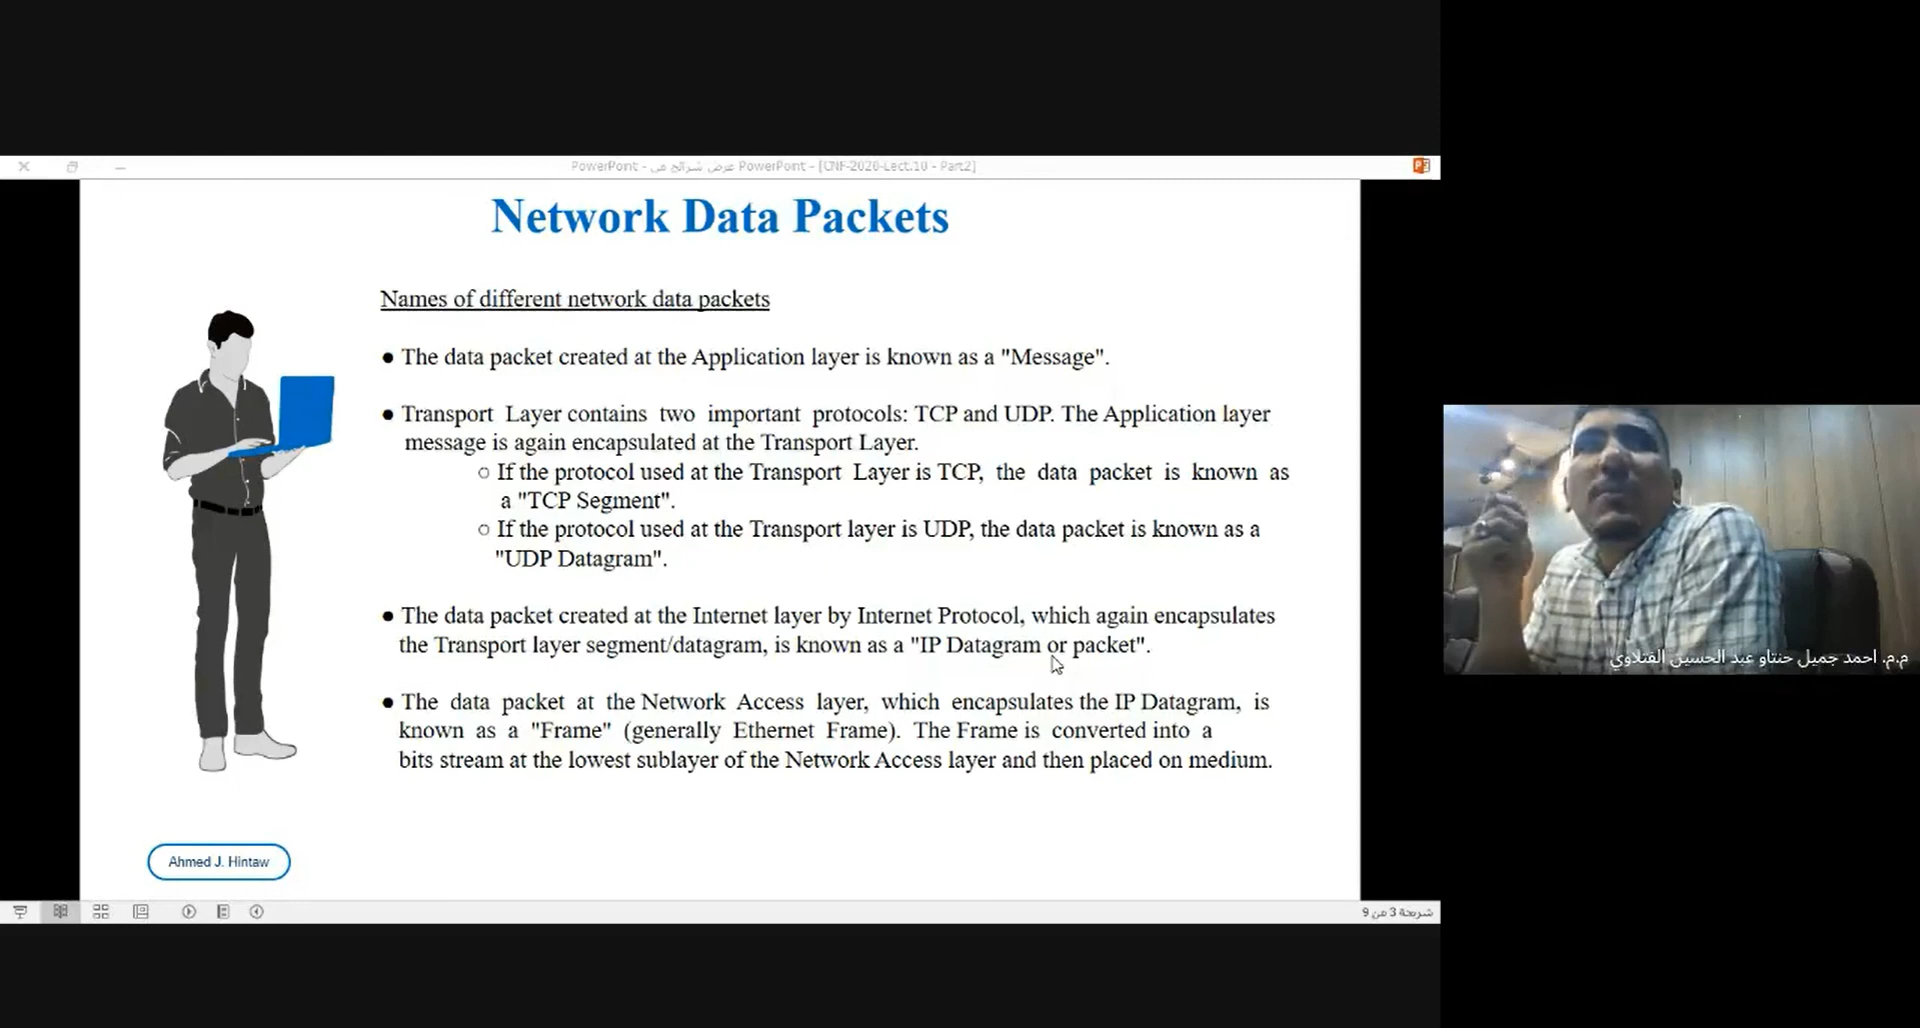 PowerPoint - [CNF-2020-Lect.10 - Part2] PowerPoint عرض شرائح في -
Network Data Packets
Names of different network data packets
● The data packet created at the Application layer is known as a "Message".
● Transport Layer contains two important protocols: TCP and UDP. The Application layer
message is again encapsulated at the Transport Layer.
○ If the protocol used at the Transport Layer is TCP, the data packet is known as
a "TCP Segment".
○ If the protocol used at the Transport layer is UDP, the data packet is known as a
"UDP Datagram".
● The data packet created at the Internet layer by Internet Protocol, which again encapsulates
the Transport layer segment/datagram, is known as a "IP Datagram or packet".
● The data packet at the Network Access layer, which encapsulates the IP Datagram, is
known as a "Frame" (generally Ethernet Frame). The Frame is converted into a
bits stream at the lowest sublayer of the Network Access layer and then placed on medium.
Ahmed J. Hintaw
شريحة 3 من 9
م.م. احمد جميل حنتاو عبد الحسين الفتلاوي